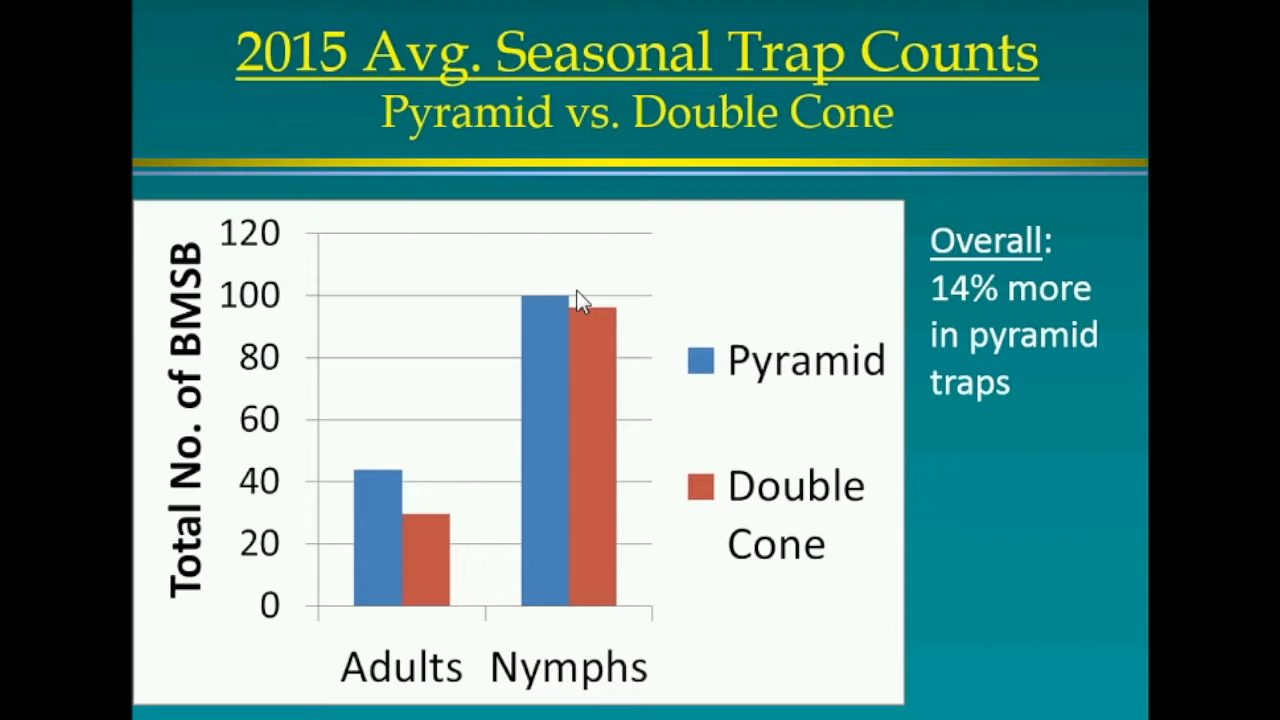 2015 Avg. Seasonal Trap Counts
Pyramid vs. Double Cone
Total No. of BMSB
120
100
80
60
40
20
0
Adults Nymphs
Pyramid
Double
Cone
Overall:
14% more
in pyramid
traps